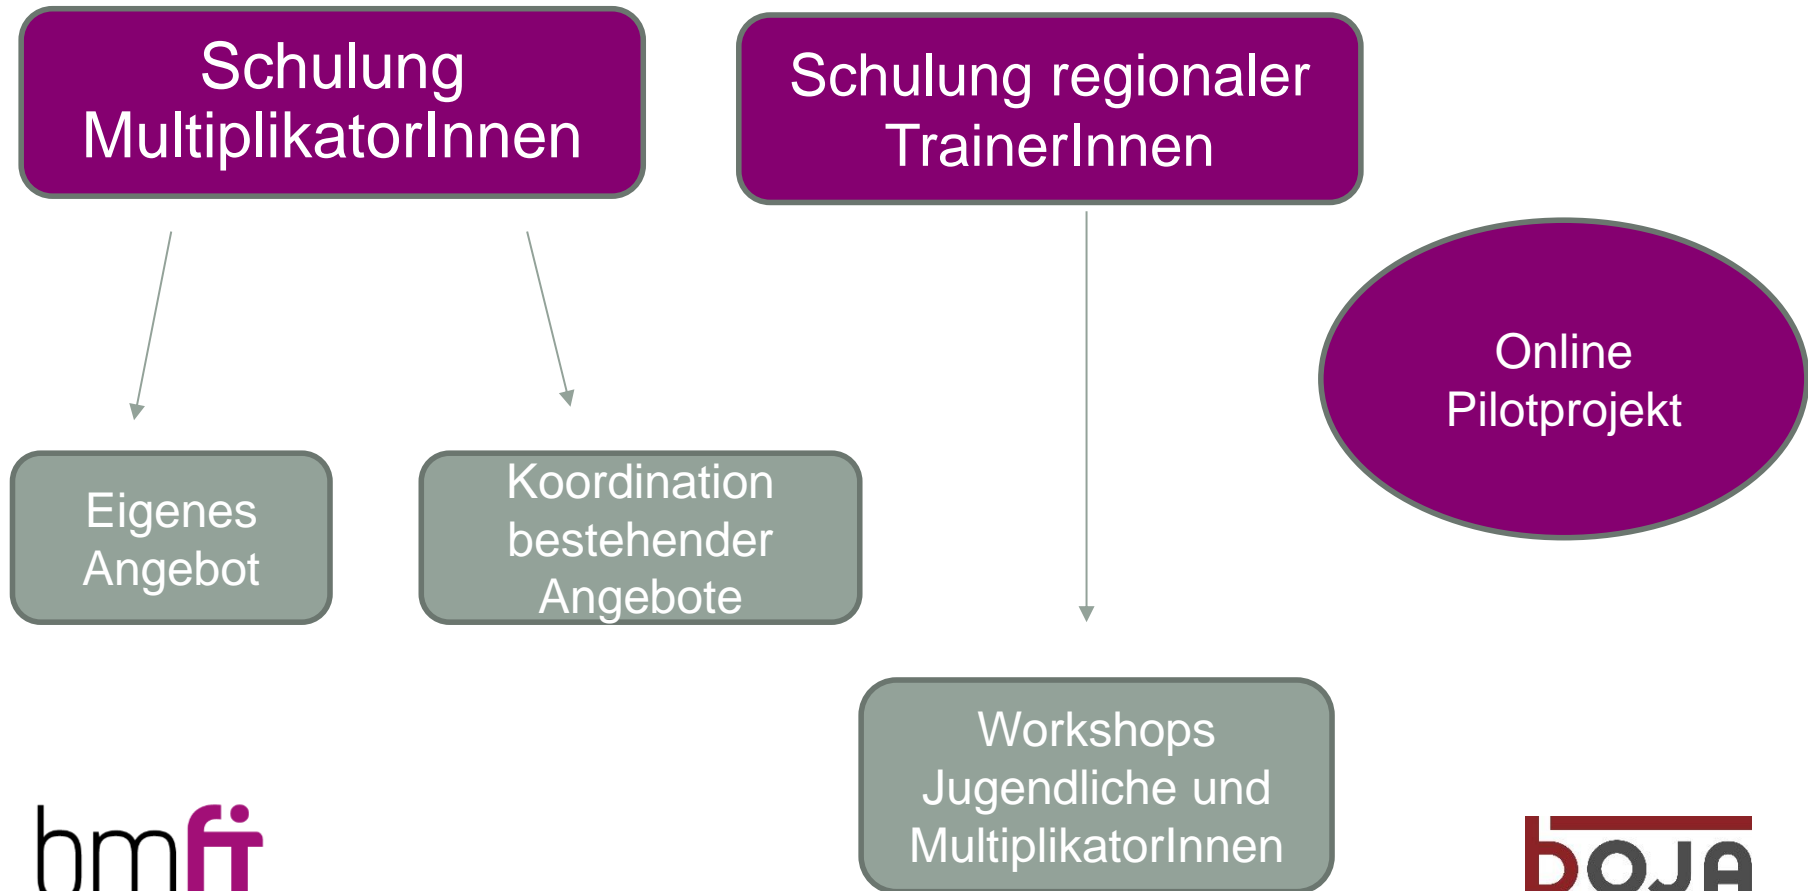 Schulung
MultiplikatorInnen
Schulung regionaler
TrainerInnen
Online
Pilotprojekt
Eigenes
Angebot
Koordination
bestehender
Angebote
Workshops
Jugendliche und
MultiplikatorInnen
bmfi
bOJA